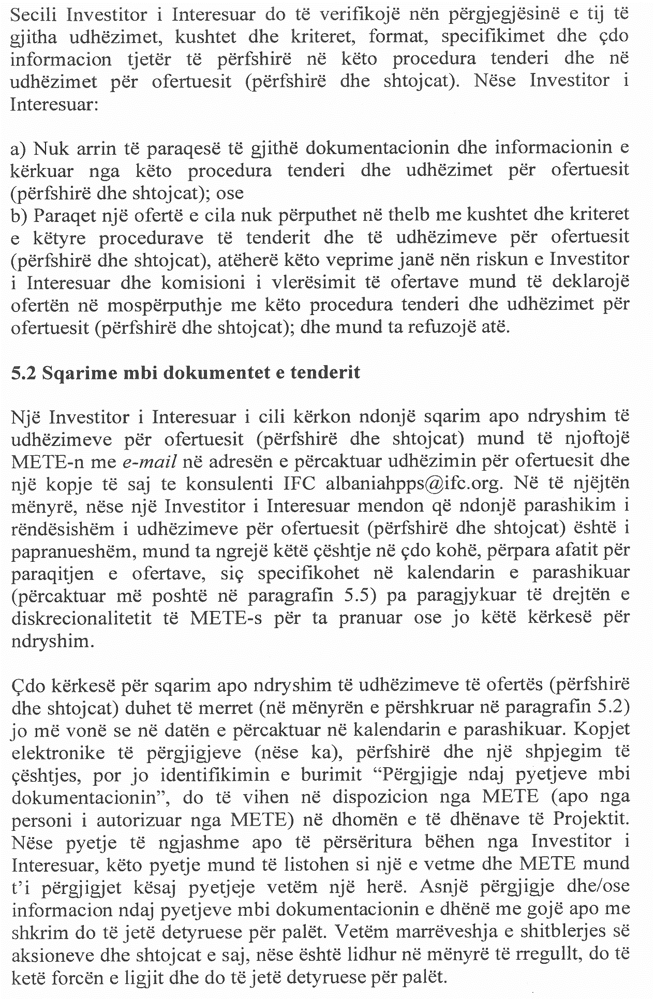 Secili Investitor i Interesuar do të verifikojë nën përgjegjësinë e tij të
gjitha udhëzimet, kushtet dhe kriteret, format, specifikimet dhe çdo
informacion tjetër të përfshirë në këto procedura tenderi dhe në
udhëzimet për ofertuesit (përfshirë dhe shtojcat). Nëse Investitor i
Interesuar:

a) Nuk arrin të paraqesë të gjithë dokumentacionin dhe informacionin e
kërkuar nga këto procedura tenderi dhe udhëzimet për ofertuesit
(përfshirë dhe shtojcat); ose
b) Paraqet një ofertë e cila nuk përputhet në thelb me kushtet dhe kriteret
e këtyre procedurave të tenderit dhe të udhëzimeve për ofertuesit
(përfshirë dhe shtojcat), atëherë këto veprime janë nën riskun e Investitor
i Interesuar dhe komisioni i vlerësimit të ofertave mund të deklarojë
ofertën në mospërputhje me këto procedura tenderi dhe udhëzimet për
ofertuesit (përfshirë dhe shtojcat); dhe mund ta refuzojë atë.

5.2 Sqarime mbi dokumentet e tenderit

Një Investitor i Interesuar i cili kërkon ndonjë sqarim apo ndryshim të
udhëzimeve për ofertuesit (përfshirë dhe shtojcat) mund të njoftojë
METE-n me e-mail në adresën e përcaktuar udhëzimin për ofertuesit dhe
një kopje të saj te konsulenti IFC albaniahpps@ifc.org. Në të njëjtën
mënyrë, nëse një Investitor i Interesuar mendon që ndonjë parashikim i
rëndësishëm i udhëzimeve për ofertuesit (përfshirë dhe shtojcat) është i
papranueshëm, mund ta ngrejë këtë çështje në çdo kohë, përpara afatit për
paraqitjen e ofertave, siç specifikohet në kalendarin e parashikuar
(përcaktuar më poshtë në paragrafin 5.5) pa paragjykuar të drejtën e
diskrecionalitetit të METE-s për ta pranuar ose jo këtë kërkesë për
ndryshim.

Çdo kërkesë për sqarim apo ndryshim të udhëzimeve të ofertës (përfshirë
dhe shtojcat) duhet të merret (në mënyrën e përshkruar në paragrafin 5.2)
jo më vonë se në datën e përcaktuar në kalendarin e parashikuar. Kopjet
elektronike të përgjigjeve (nëse ka), përfshirë dhe një shpjegim të
çështjes, por jo identifikimin e burimit “Përgjigje ndaj pyetjeve mbi
dokumentacionin”, do të vihen në dispozicion nga METE (apo nga
personi i autorizuar nga METE) në dhomën e të dhënave të Projektit.
Nëse pyetje të ngjashme apo të përsëritura bëhen nga Investitor i
Interesuar, këto pyetje mund të listohen si një e vetme dhe METE mund
t’i përgjigjet kësaj pyetjeje vetëm një herë. Asnjë përgjigje dhe/ose
informacion ndaj pyetjeve mbi dokumentacionin e dhënë me gojë apo me
shkrim do të jetë detyruese për palët. Vetëm marrëveshja e shitblerjes së
aksioneve dhe shtojcat e saj, nëse është lidhur në mënyrë të rregullt, do të
ketë forcën e ligjit dhe do të jetë detyruese për palët.